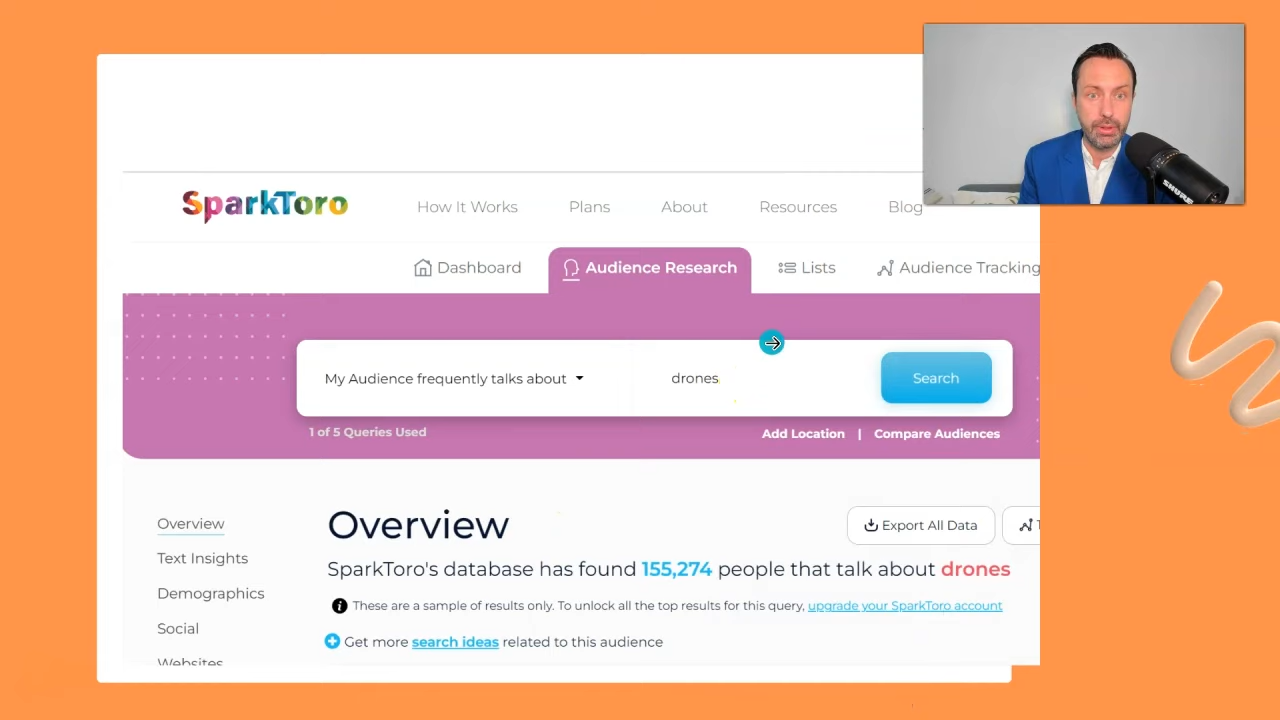 SparkToro
How It Works
Plans
About
Resources
Blog
Dashboard
Audience Research
Lists
Audience Tracking
My Audience frequently talks about
drones
Search
1 of 5 Queries Used
Add Location | Compare Audiences
Overview
Text Insights
Demographics
Social
Websites
Overview
Export All Data
SparkToro's database has found 155,274 people that talk about drones
These are a sample of results only. To unlock all the top results for this query, upgrade your SparkToro account
Get more search ideas related to this audience
SHURE